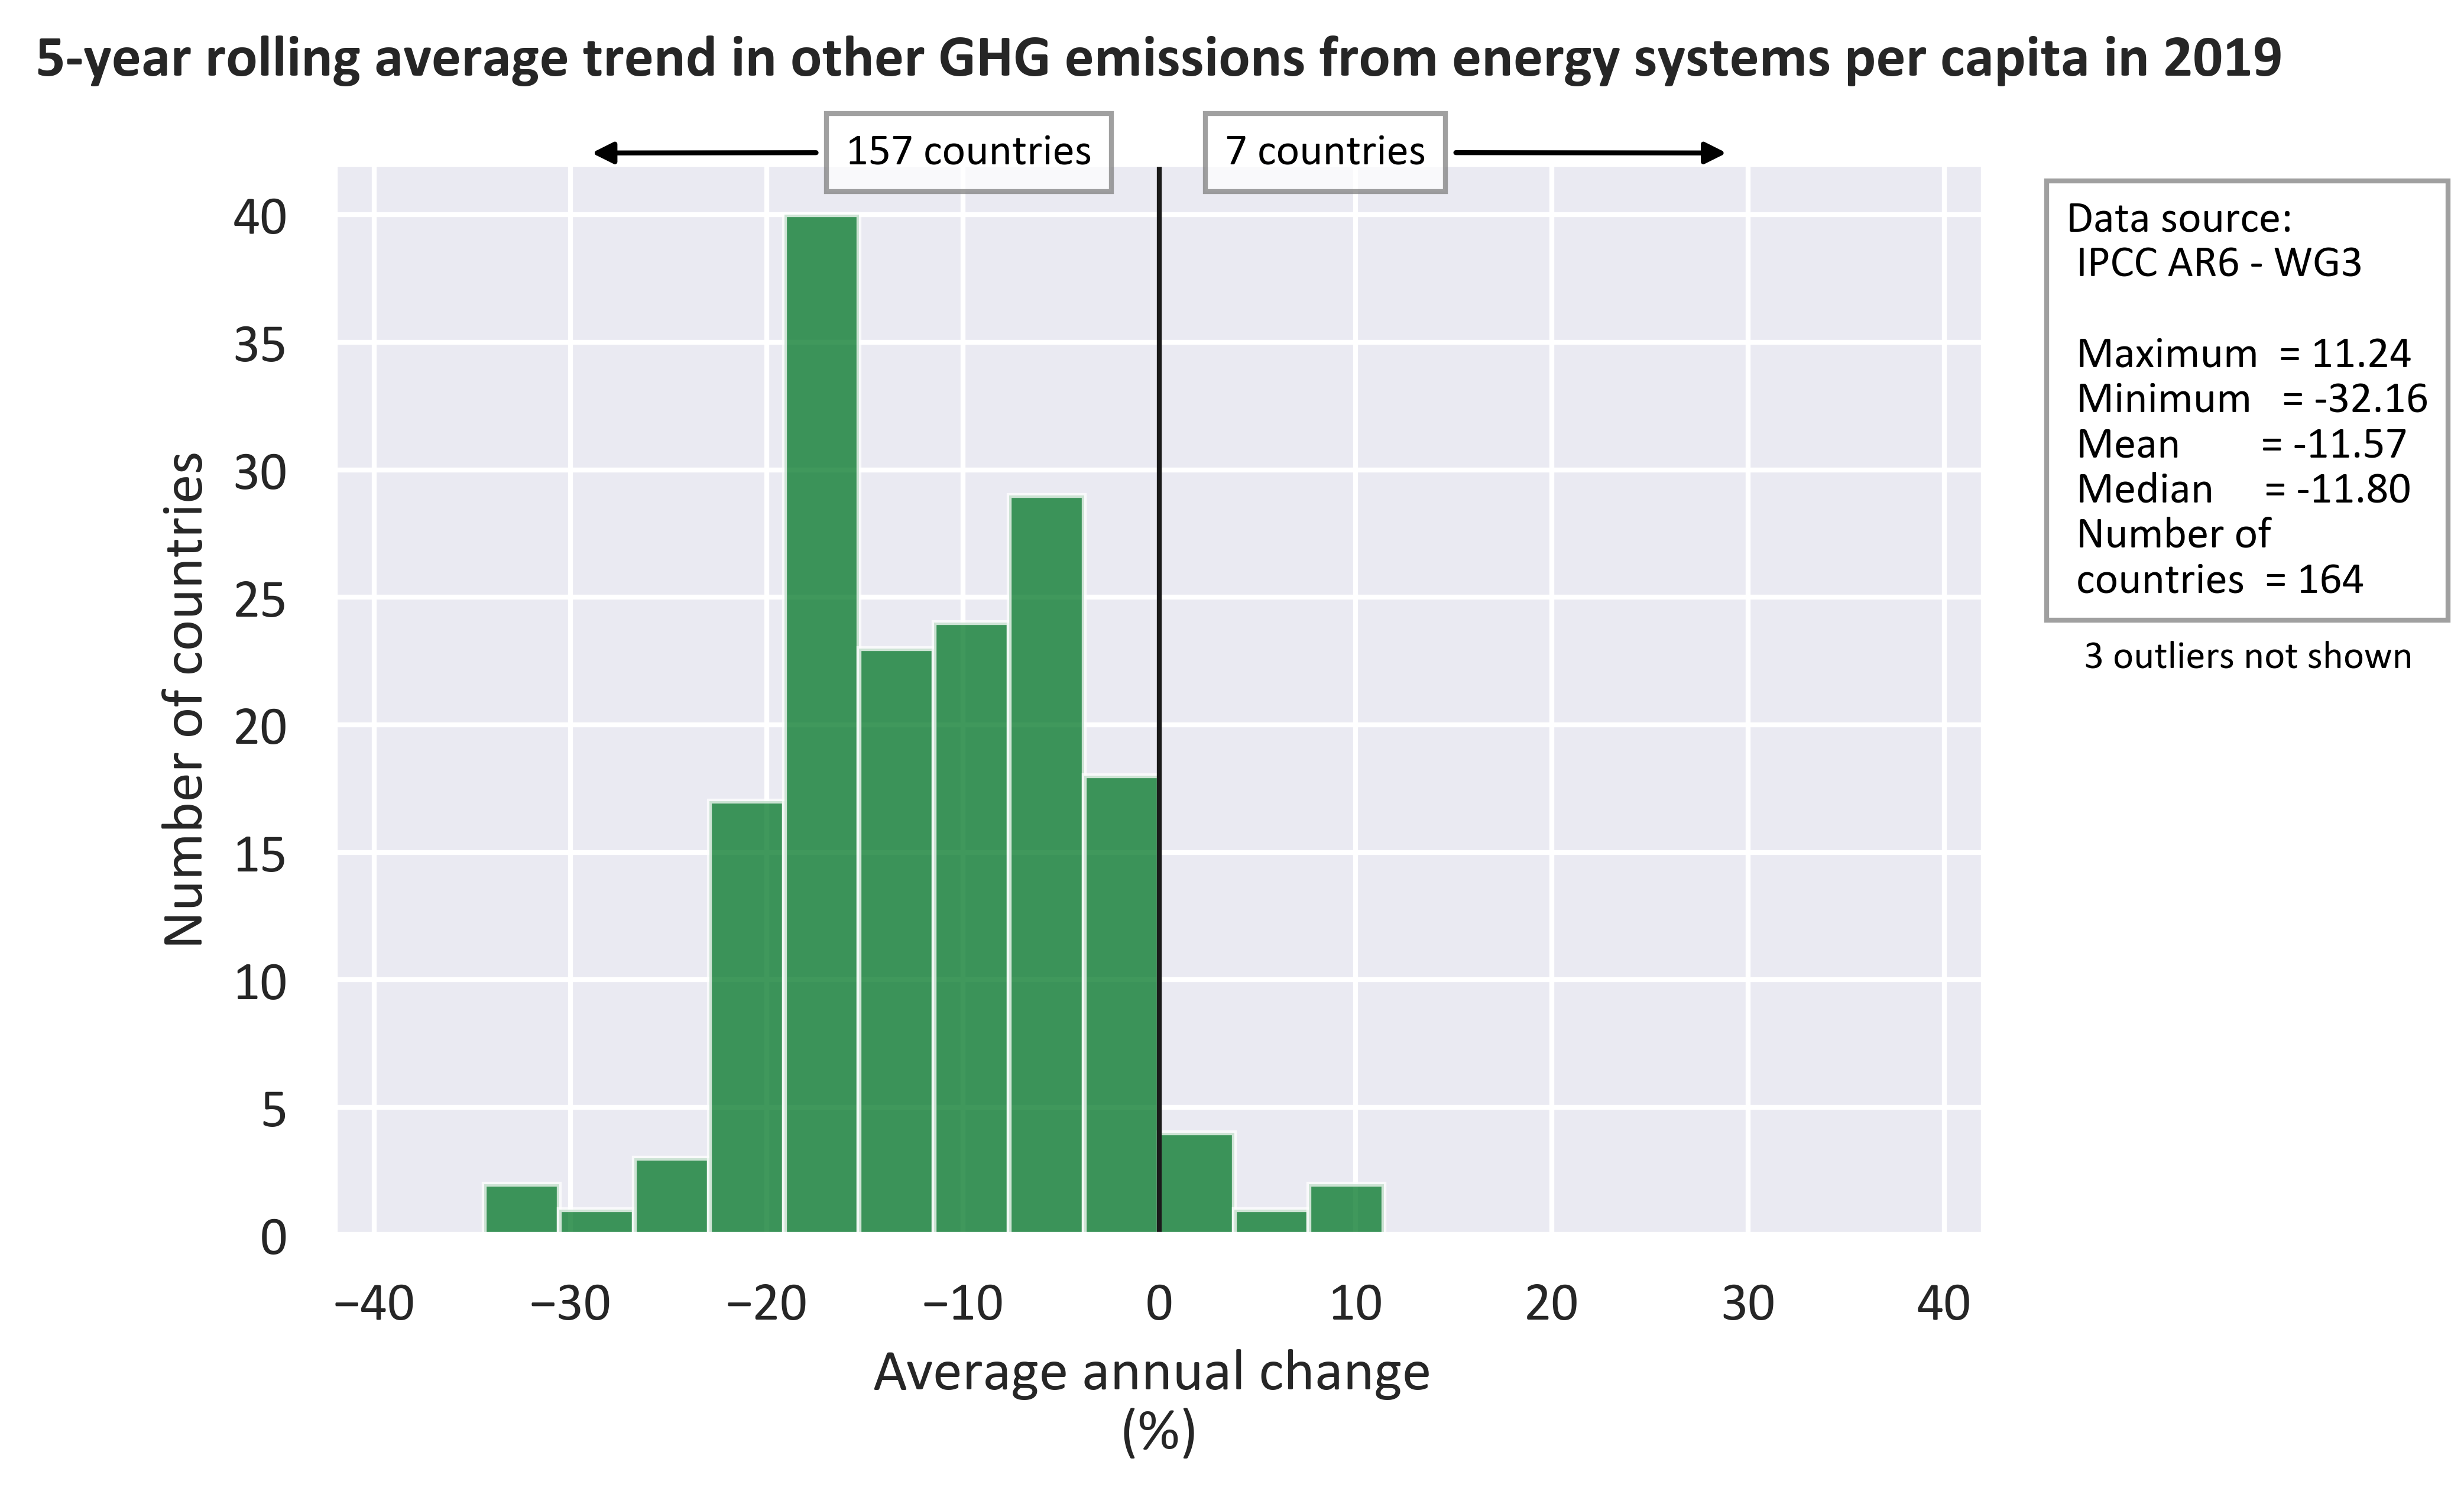 5-year rolling average trend in other GHG emissions from energy systems per capita in 2019
157 countries
7 countries
40
35
30
25
20
15
10
5
0
Number of countries
−40 −30 −20 −10 0 10 20 30 40
Average annual change
(%)
Data source:
IPCC AR6 - WG3
Maximum = 11.24
Minimum = -32.16
Mean = -11.57
Median = -11.80
Number of
countries = 164
3 outliers not shown